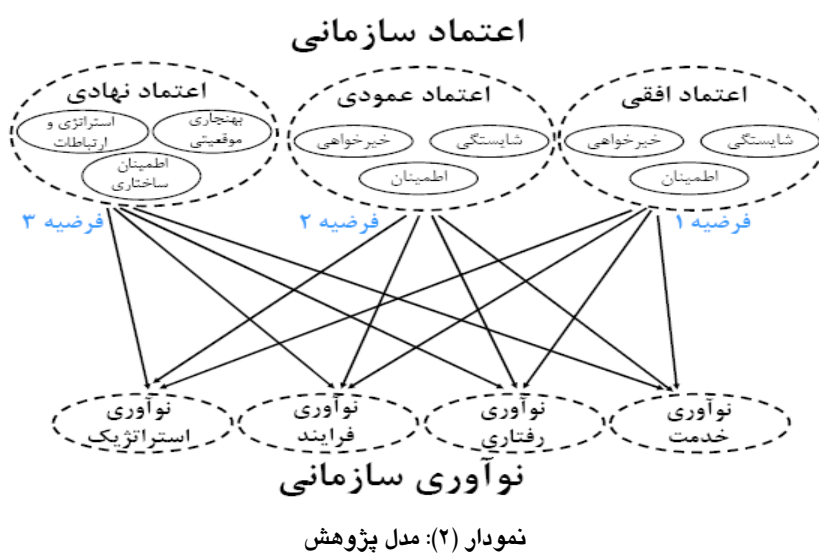 اعتماد سازمانی
اعتماد افقی
شایستگی
خیرخواهی
اطمینان
فرضیه ۱
اعتماد عمودی
شایستگی
خیرخواهی
اطمینان
فرضیه ۲
اعتماد نهادی
بهنجاری
موقعیتی
استراتژی و
ارتباطات
اطمینان
ساختاری
فرضیه ۳
نوآوری
خدمت
نوآوری
رفتاری
نوآوری
فرایند
نوآوری
استراتژیک
نوآوری سازمانی
نمودار (۲): مدل پژوهش